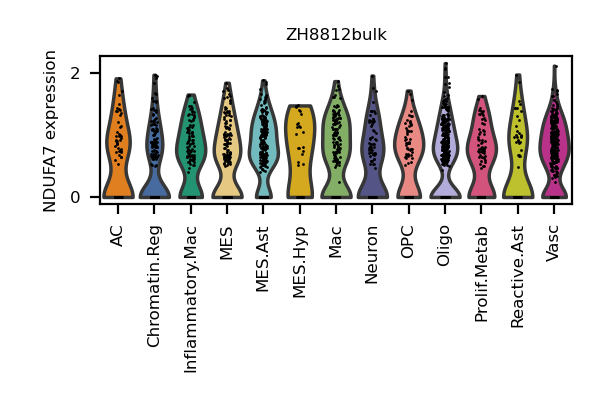 ZH8812bulk
NDUFA7 expression
2
0
AC
Chromatin.Reg
Inflammatory.Mac
MES
MES.Ast
MES.Hyp
Mac
Neuron
OPC
Oligo
Prolif.Metab
Reactive.Ast
Vasc